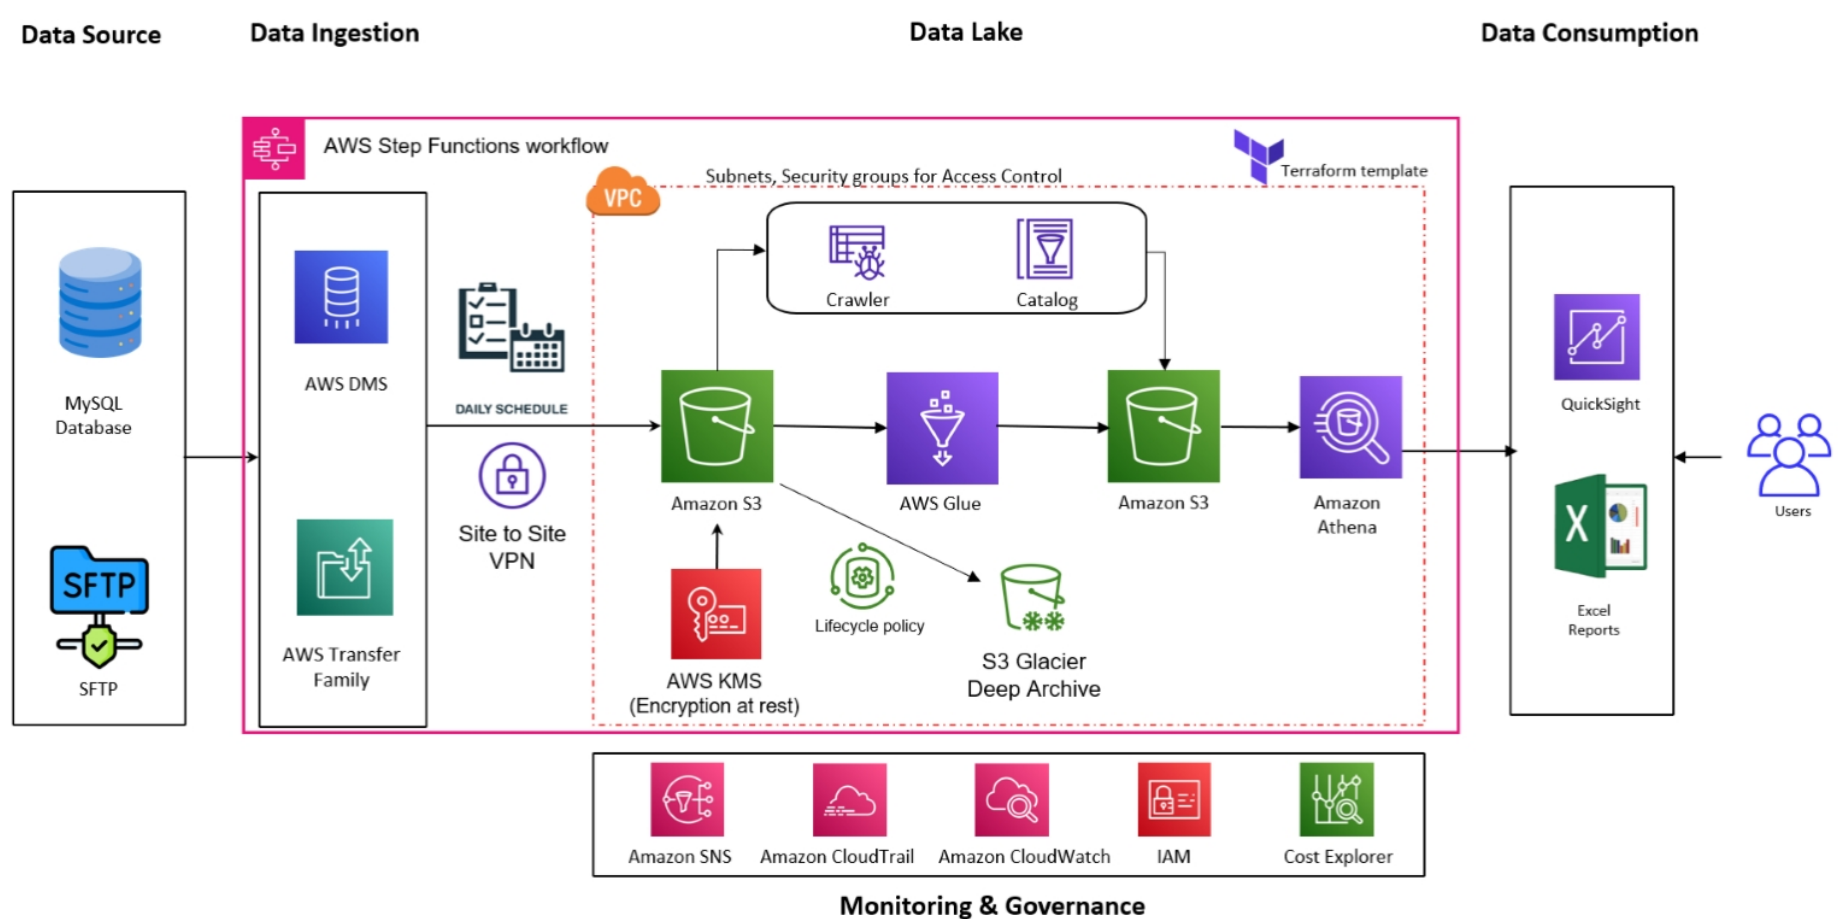 Data Source
Data Ingestion
Data Lake
Data Consumption
AWS Step Functions workflow
Terraform template
VPC
Subnets, Security groups for Access Control
Crawler
Catalog
MySQL
Database
SFTP
SFTP
AWS DMS
AWS Transfer
Family
DAILY SCHEDULE
Site to Site
VPN
Amazon S3
AWS Glue
Amazon S3
Amazon
Athena
AWS KMS
(Encryption at rest)
Lifecycle policy
S3 Glacier
Deep Archive
QuickSight
X
Excel
Reports
Users
Amazon SNS
Amazon CloudTrail
Amazon CloudWatch
IAM
Cost Explorer
Monitoring & Governance